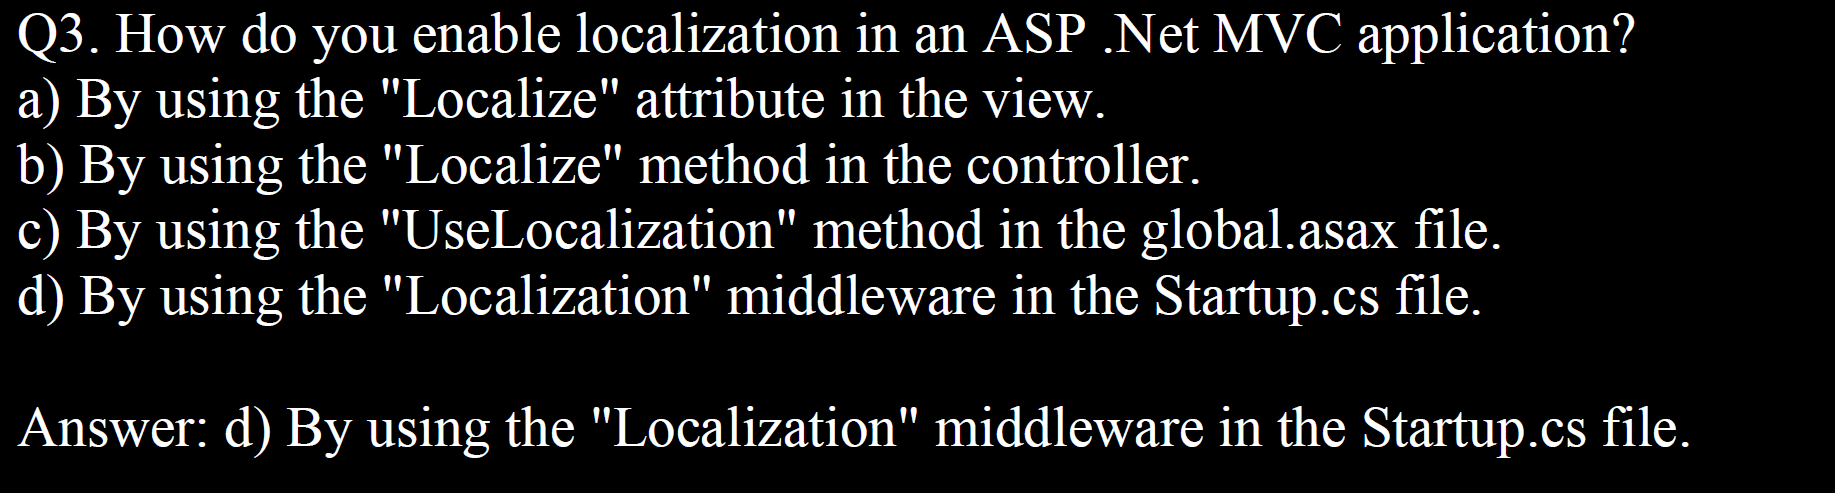 Q3. How do you enable localization in an ASP .Net MVC application?
a) By using the "Localize" attribute in the view.
b) By using the "Localize" method in the controller.
c) By using the "UseLocalization" method in the global.asax file.
d) By using the "Localization" middleware in the Startup.cs file.
Answer: d) By using the "Localization" middleware in the Startup.cs file.